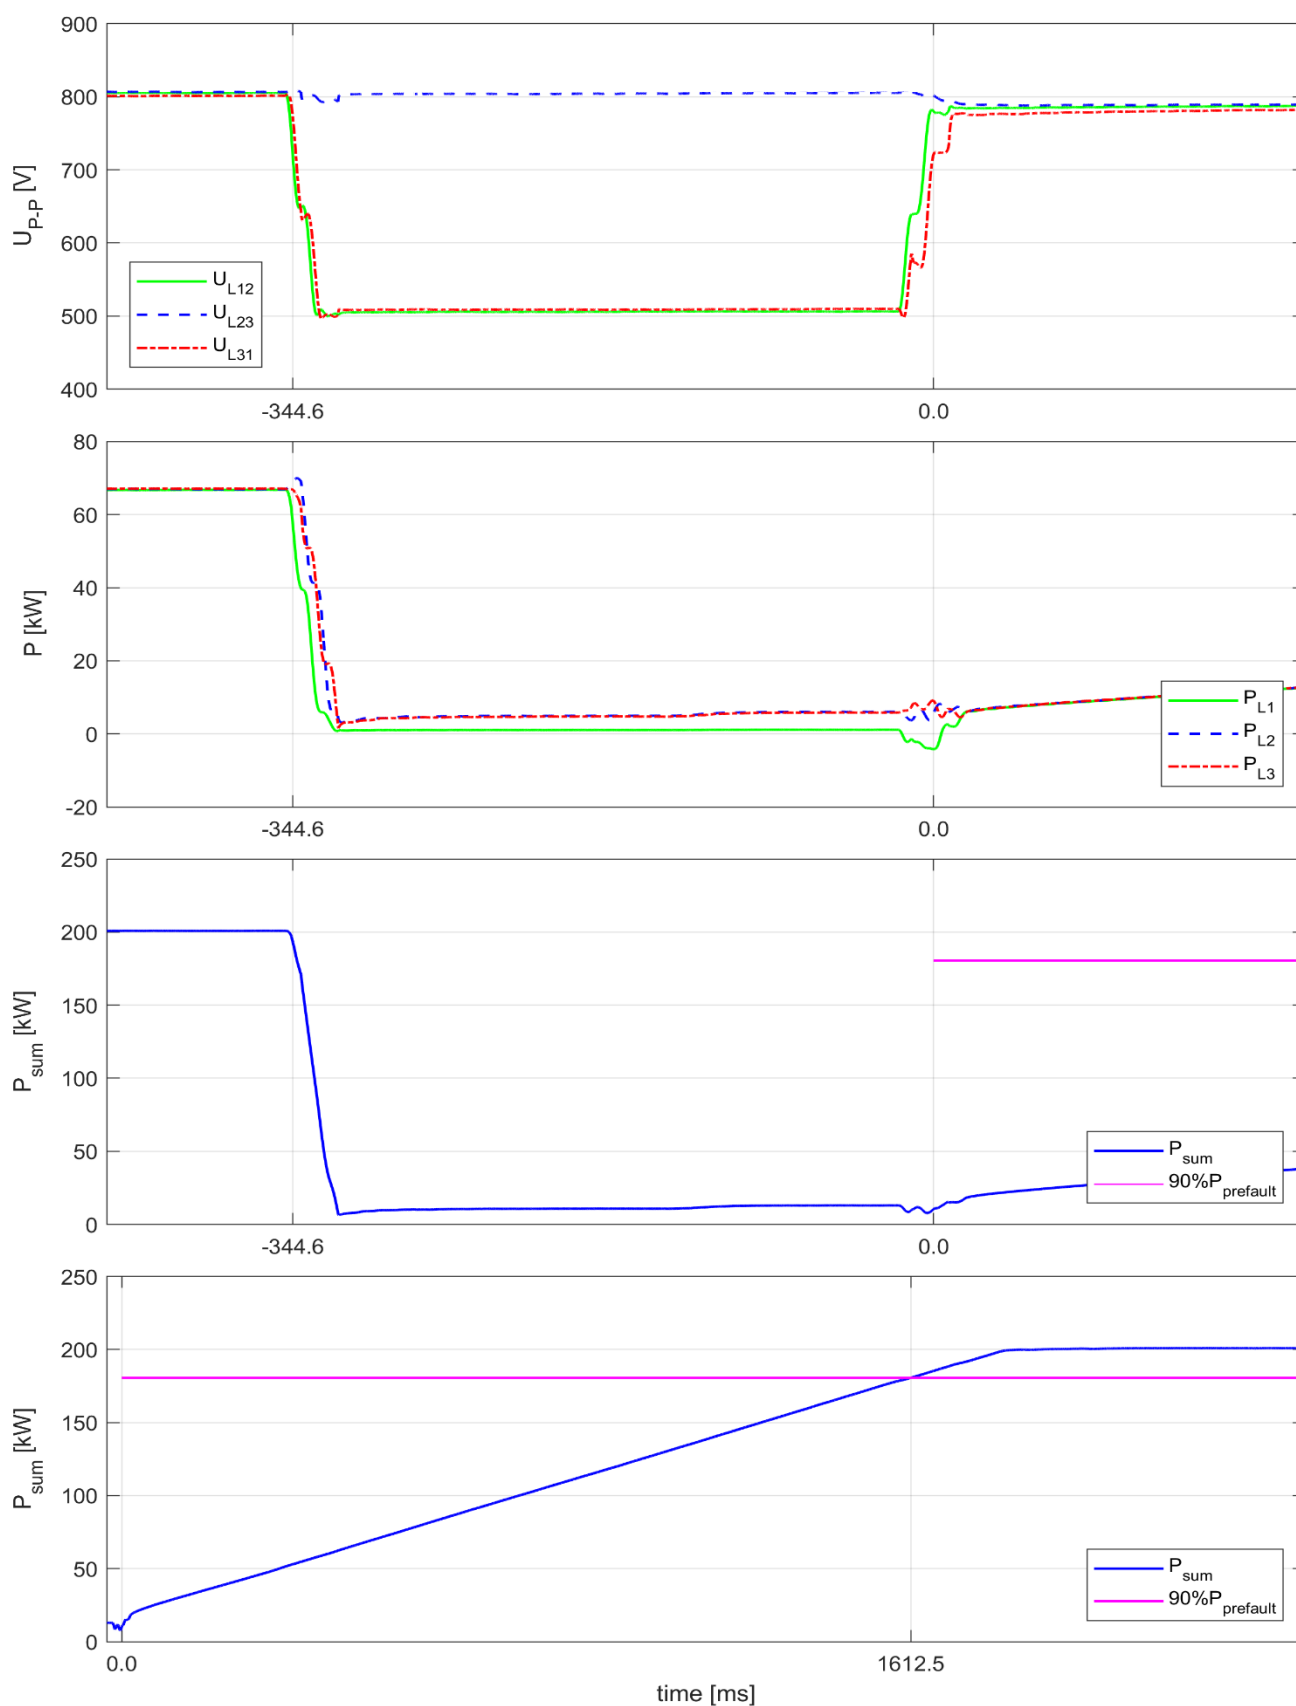 900
800
700
600
500
400
U_P-P [V]
U_L12
U_L23
U_L31
-344.6
0.0
80
60
40
20
0
-20
P [kW]
P_L1
P_L2
P_L3
-344.6
0.0
250
200
150
100
50
0
P_sum [kW]
P_sum
90%P_prefault
-344.6
0.0
250
200
150
100
50
0
P_sum [kW]
P_sum
90%P_prefault
0.0
1612.5
time [ms]